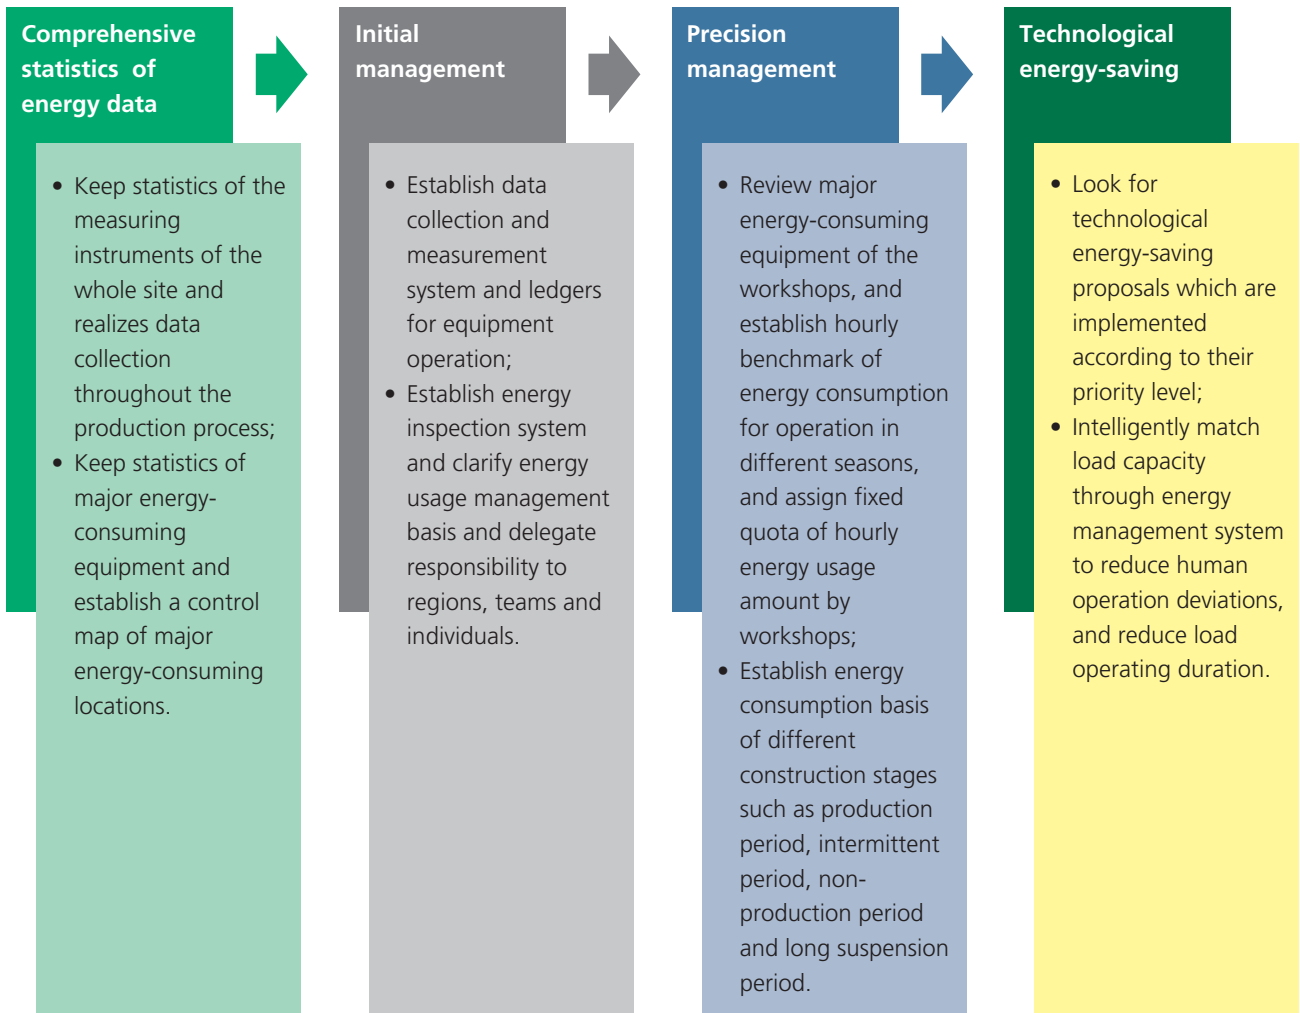 Comprehensive
statistics of
energy data
• Keep statistics of the
measuring
instruments of the
whole site and
realizes data
collection
throughout the
production process;
• Keep statistics of
major energy-
consuming
equipment and
establish a control
map of major
energy-consuming
locations.
Initial
management
• Establish data
collection and
measurement
system and ledgers
for equipment
operation;
• Establish energy
inspection system
and clarify energy
usage management
basis and delegate
responsibility to
regions, teams and
individuals.
Precision
management
• Review major
energy-consuming
equipment of the
workshops, and
establish hourly
benchmark of
energy consumption
for operation in
different seasons,
and assign fixed
quota of hourly
energy usage
amount by
workshops;
• Establish energy
consumption basis
of different
construction stages
such as production
period, intermittent
period, non-
production period
and long suspension
period.
Technological
energy-saving
• Look for
technological
energy-saving
proposals which are
implemented
according to their
priority level;
• Intelligently match
load capacity
through energy
management system
to reduce human
operation deviations,
and reduce load
operating duration.